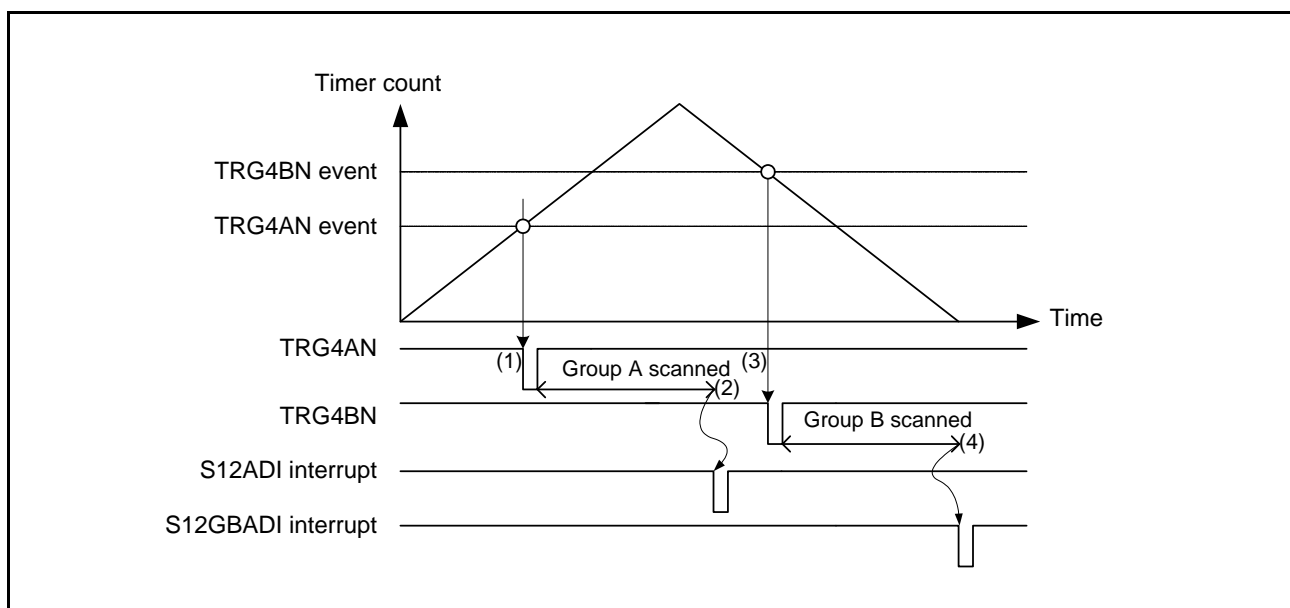 Timer count
TRG4BN event
TRG4AN event
Time
TRG4AN
(1)
Group A scanned
(2)
(3)
TRG4BN
Group B scanned
(4)
S12ADI interrupt
S12GBADI interrupt